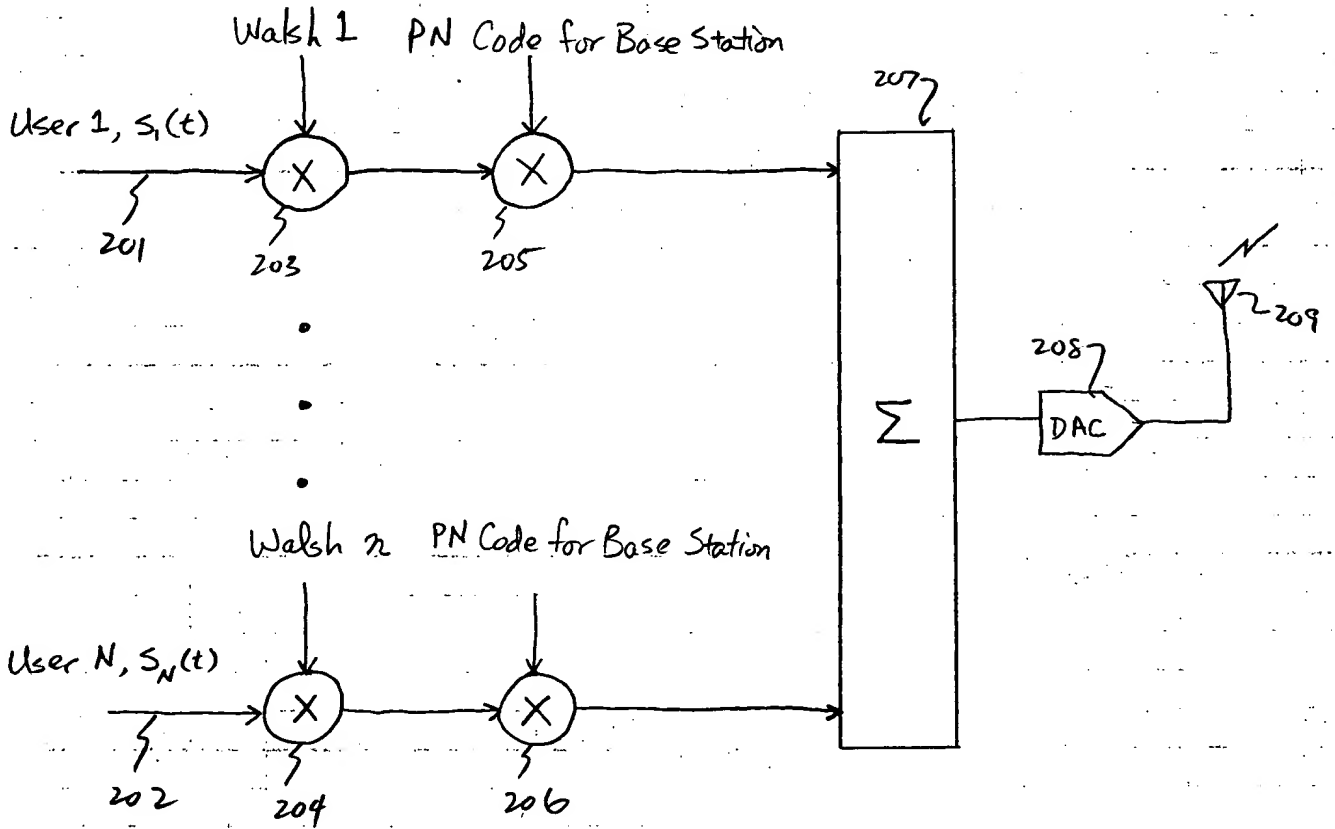 Walsh 1 PN Code for Base Station
207
User 1, S₁(t)
X X
201 203 205
209
208
Σ
DAC
Walsh n PN Code for Base Station
User N, S_N(t)
X X
202 204 206